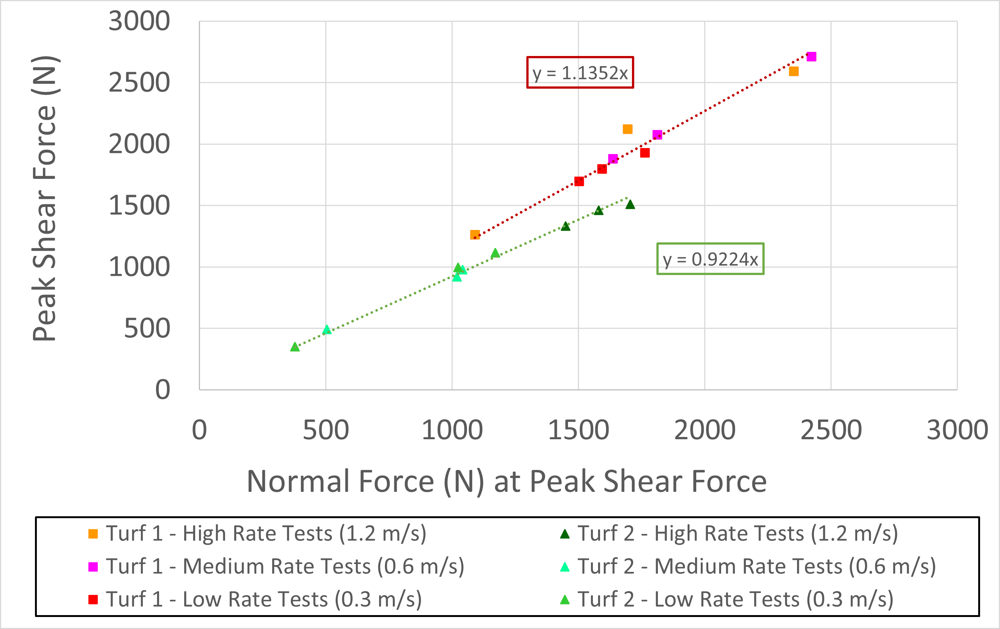 Peak Shear Force (N)
3000
2500
2000
1500
1000
500
0
y = 1.1352x
y = 0.9224x
0 500 1000 1500 2000 2500 3000
Normal Force (N) at Peak Shear Force
Turf 1 - High Rate Tests (1.2 m/s)
Turf 2 - High Rate Tests (1.2 m/s)
Turf 1 - Medium Rate Tests (0.6 m/s)
Turf 2 - Medium Rate Tests (0.6 m/s)
Turf 1 - Low Rate Tests (0.3 m/s)
Turf 2 - Low Rate Tests (0.3 m/s)